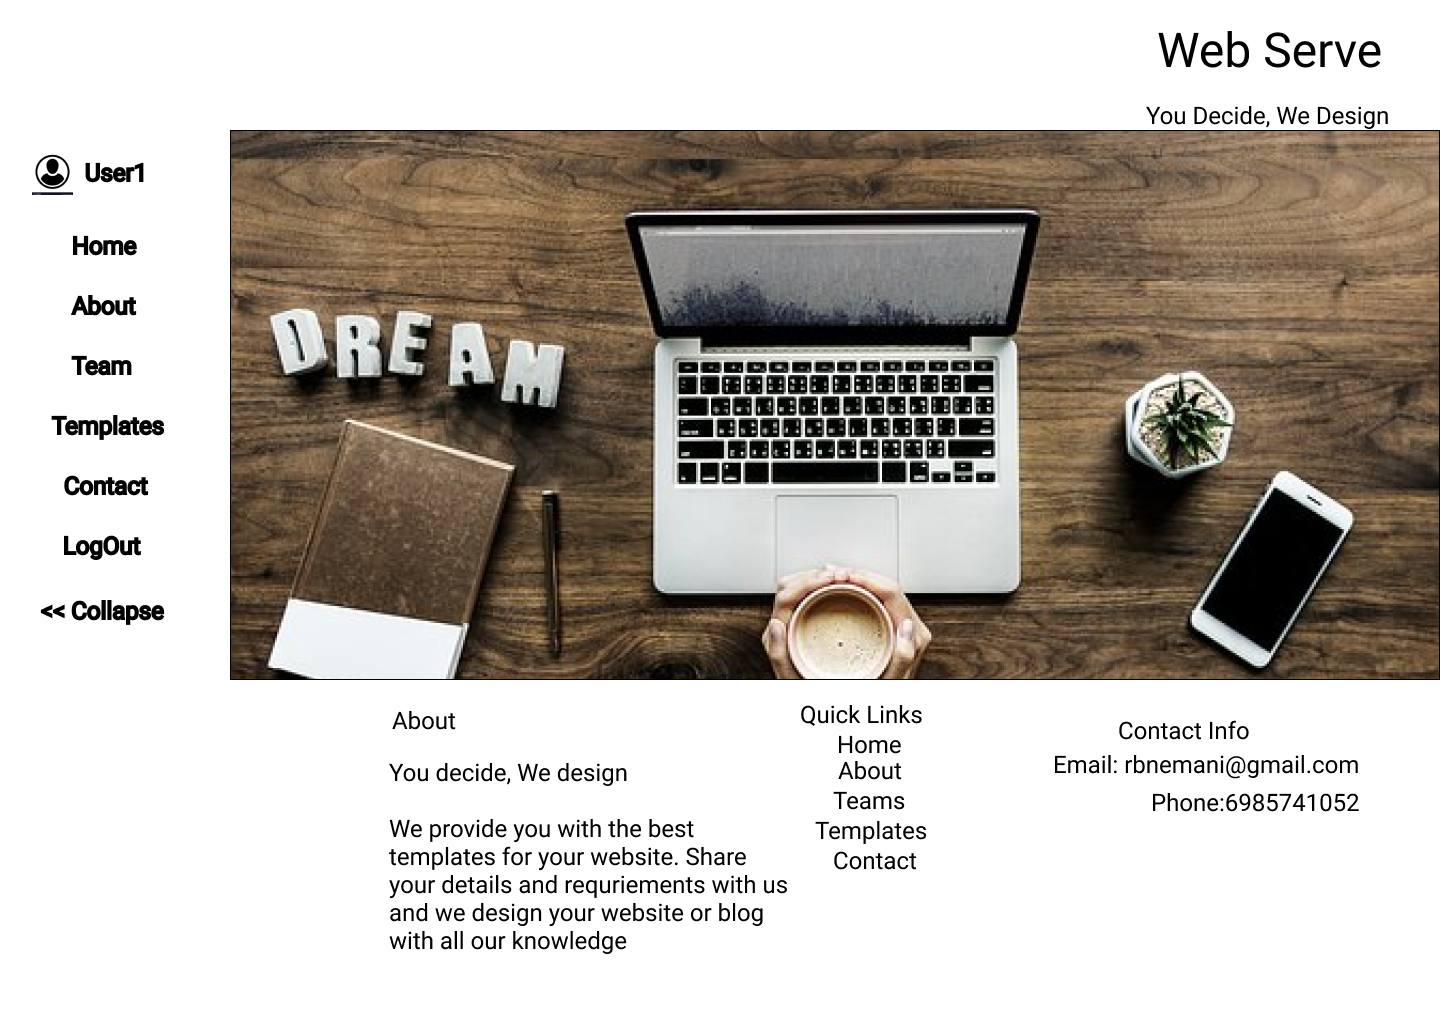 Web Serve
You Decide, We Design
User1
Home
About
Team
Templates
Contact
LogOut
<< Collapse
DREAM
About
You decide, We design
We provide you with the best
templates for your website. Share
your details and requriements with us
and we design your website or blog
with all our knowledge
Quick Links
Home
About
Teams
Templates
Contact
Contact Info
Email: rbnemani@gmail.com
Phone:6985741052